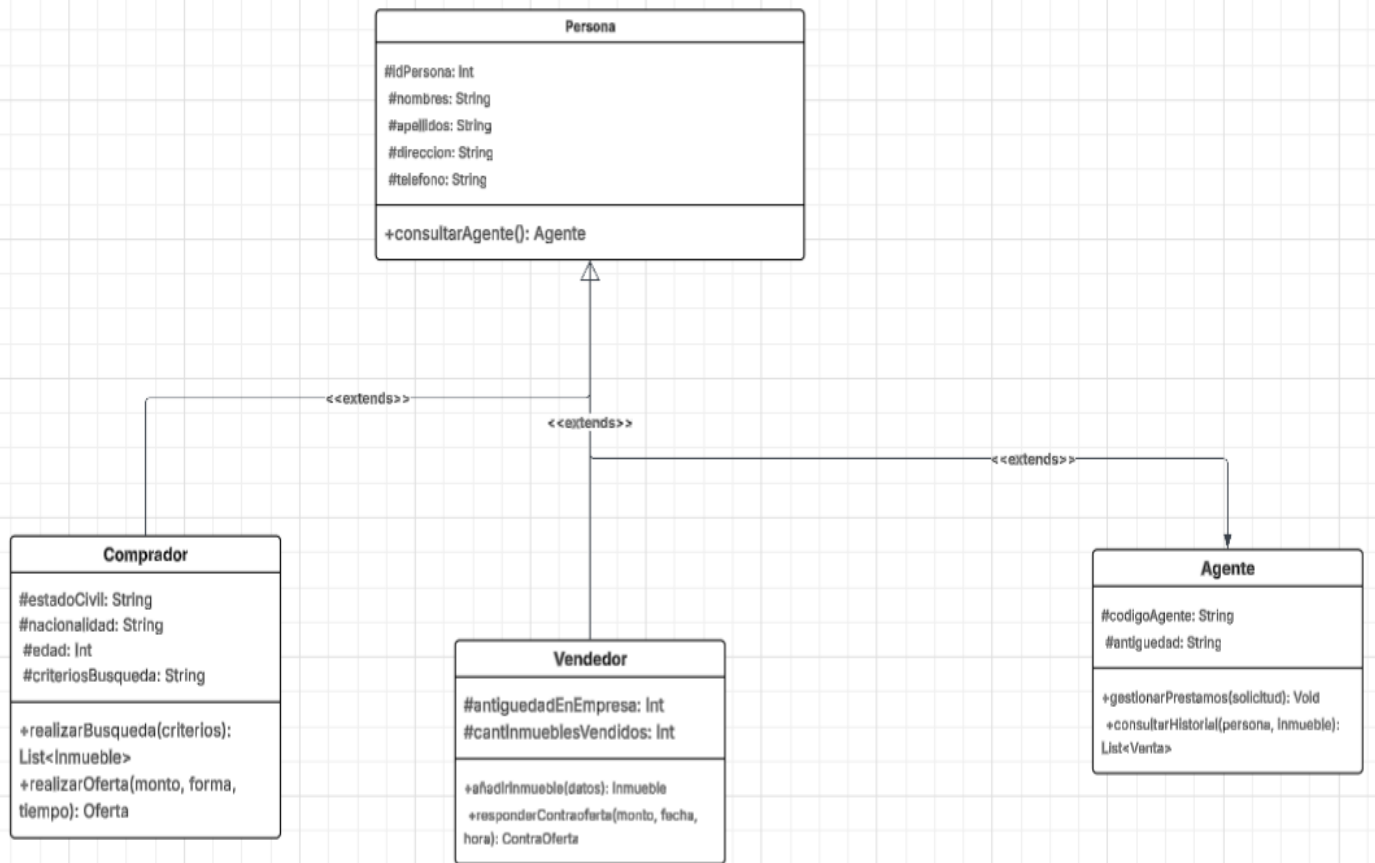 Persona
#idPersona: Int
#nombres: String
#apellidos: String
#direccion: String
#telefono: String
+consultarAgente(): Agente
<<extends>>
<<extends>>
<<extends>>
Comprador
#estadoCivil: String
#nacionalidad: String
#edad: Int
#criteriosBusqueda: String
+realizarBusqueda(criterios):
List<Inmueble>
+realizarOferta(monto, forma,
tiempo): Oferta
Vendedor
#antiguedadEnEmpresa: Int
#cantInmueblesVendidos: Int
+añadirInmueble(datos): Inmueble
+responderContraoferta(monto, fecha,
hora): ContraOferta
Agente
#codigoAgente: String
#antiguedad: String
+gestionarPrestamos(solicitud): Void
+consultarHistorial(persona, inmueble):
List<Venta>